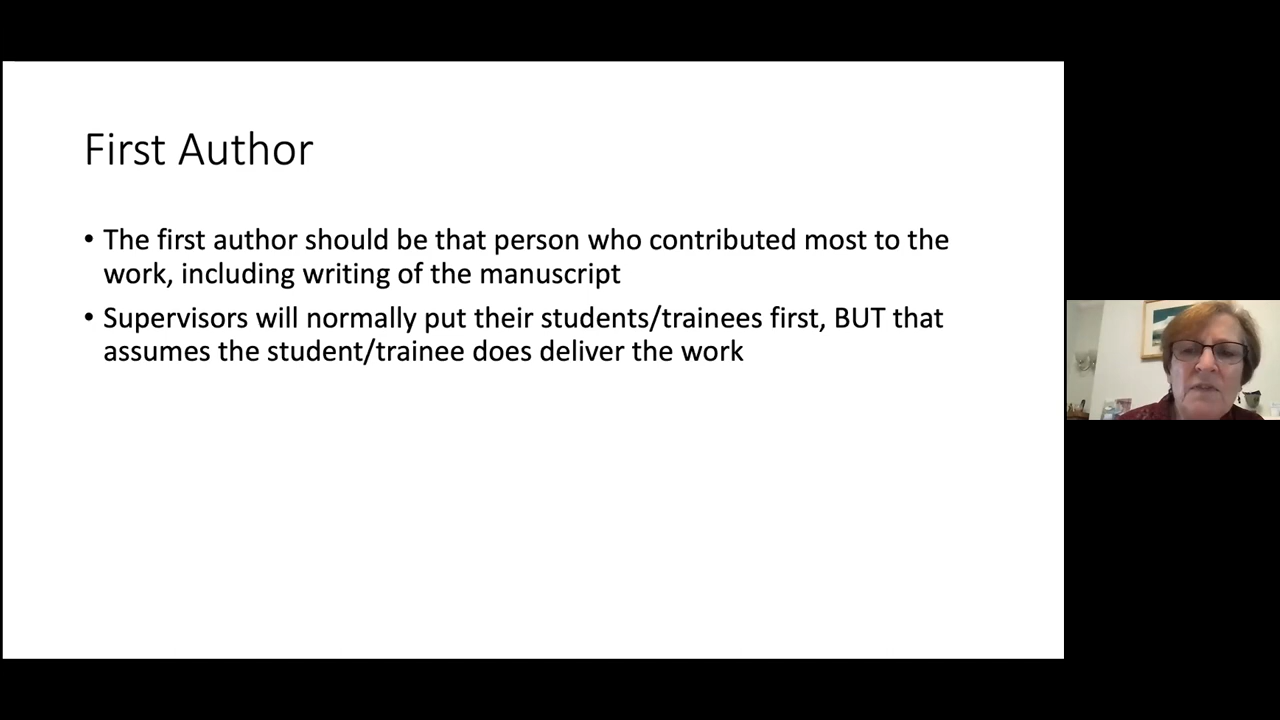 First Author
• The first author should be that person who contributed most to the
work, including writing of the manuscript
• Supervisors will normally put their students/trainees first, BUT that
assumes the student/trainee does deliver the work